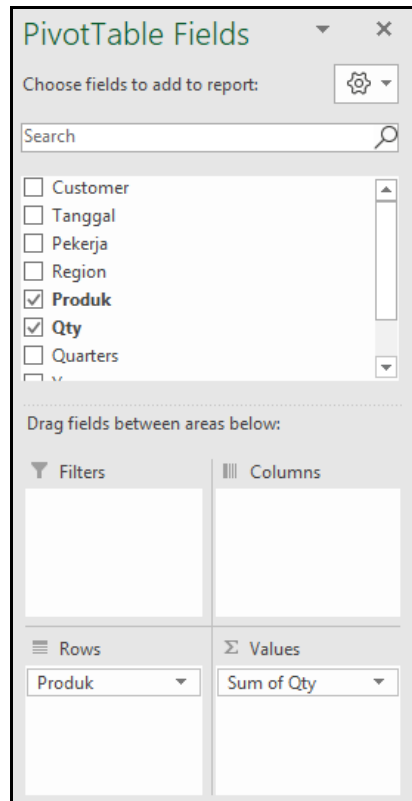 PivotTable Fields
Choose fields to add to report:
Search
Customer
Tanggal
Pekerja
Region
Produk
Qty
Quarters
Drag fields between areas below:
Filters
Columns
Rows
Σ Values
Produk
Sum of Qty